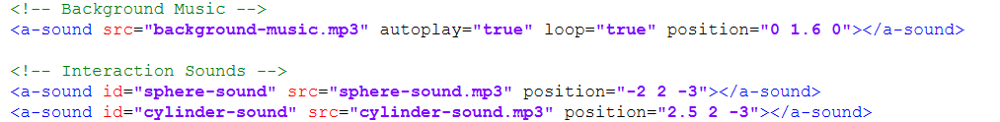 <!-- Background Music -->
<a-sound src="background-music.mp3" autoplay="true" loop="true" position="0 1.6 0"></a-sound>
<!-- Interaction Sounds -->
<a-sound id="sphere-sound" src="sphere-sound.mp3" position="-2 2 -3"></a-sound>
<a-sound id="cylinder-sound" src="cylinder-sound.mp3" position="2.5 2 -3"></a-sound>